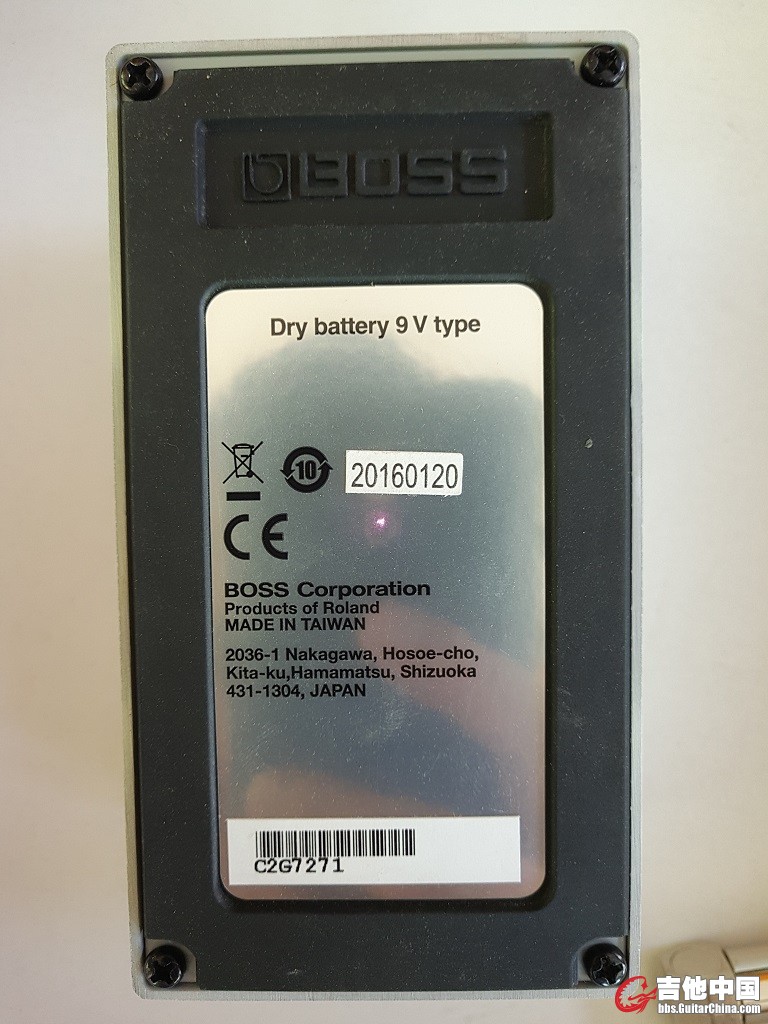 BOSS
Dry battery 9 V type
10
20160120
CE
BOSS Corporation
Products of Roland
MADE IN TAIWAN
2036-1 Nakagawa, Hosoe-cho,
Kita-ku,Hamamatsu, Shizuoka
431-1304, JAPAN
C2G7271
吉他中国
bbs.GuitarChina.com